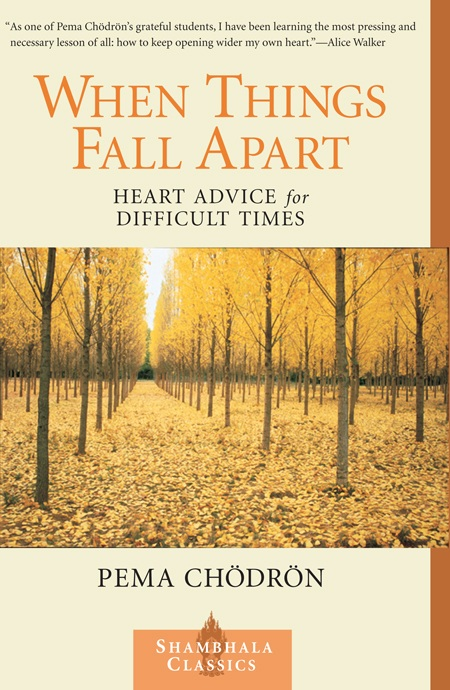 “As one of Pema Chödrön’s grateful students, I have been learning the most pressing and
necessary lesson of all: how to keep opening wider my own heart.”—Alice Walker
WHEN THINGS
FALL APART
HEART ADVICE for
DIFFICULT TIMES
PEMA CHÖDRÖN
SHAMBHALA
CLASSICS